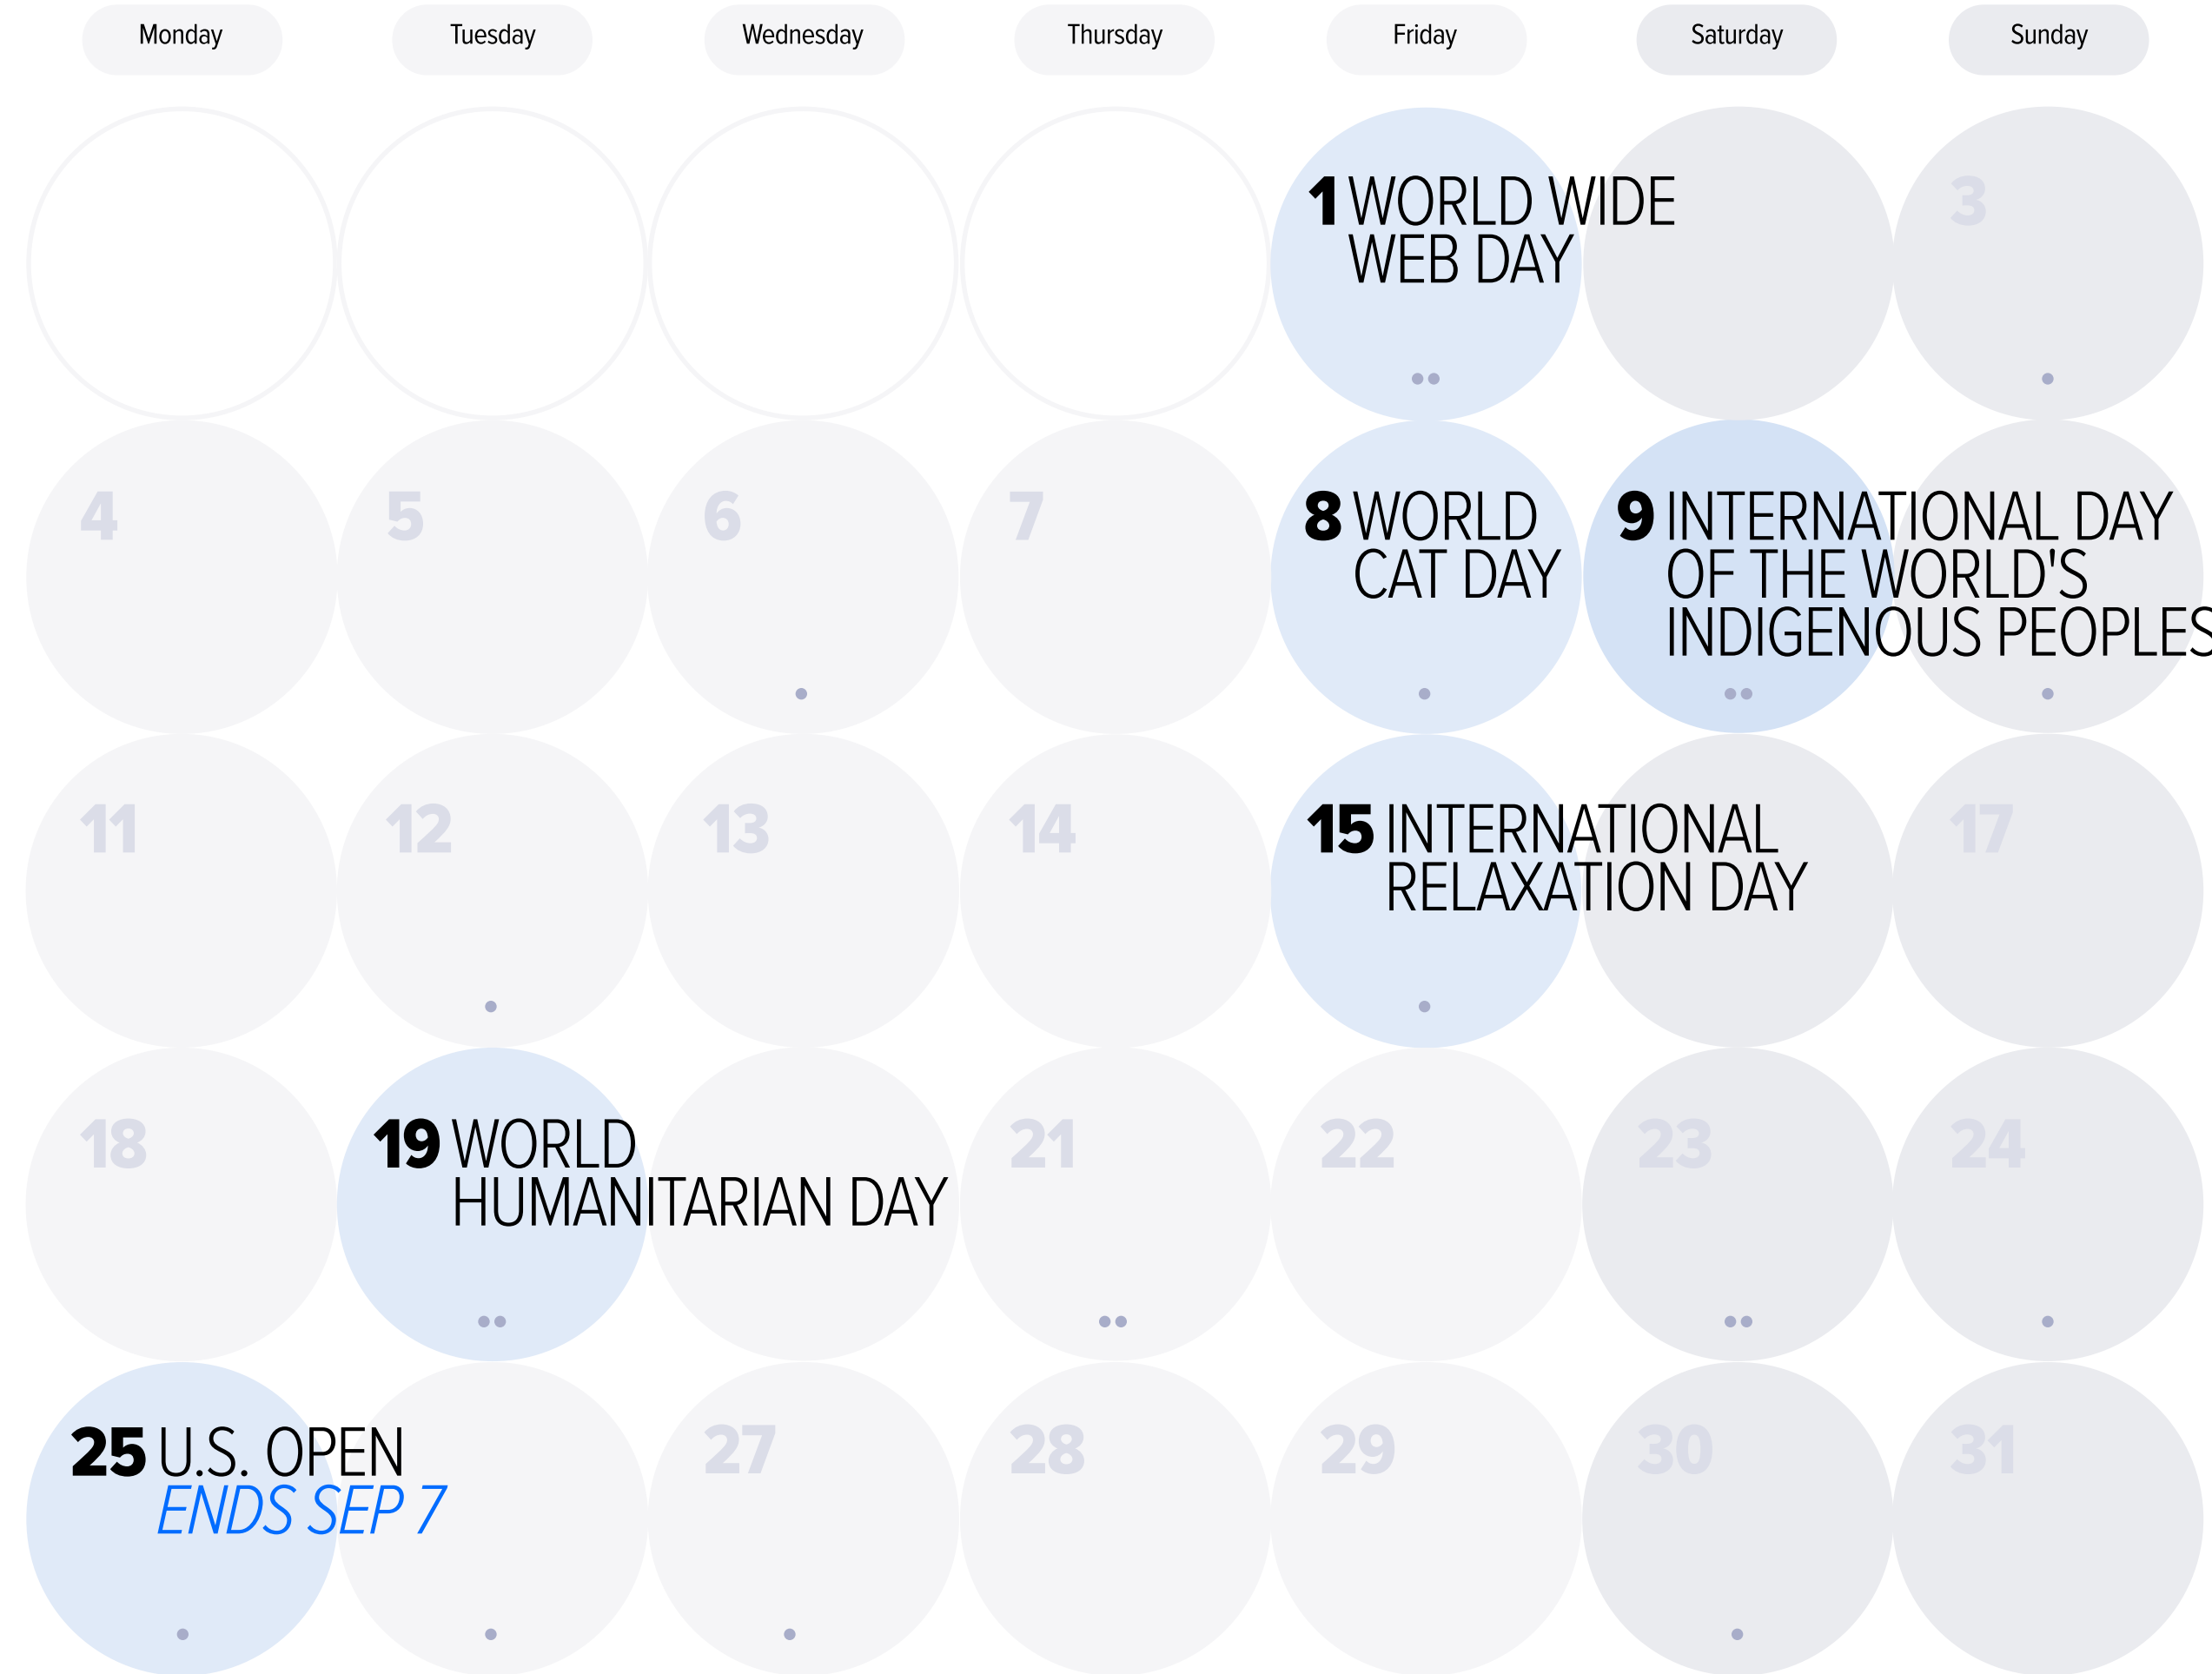 Monday Tuesday Wednesday Thursday Friday Saturday Sunday
1 WORLD WIDE
WEB DAY
3
4
5
6
7
8 WORLD
CAT DAY
9 INTERNATIONAL DAY
OF THE WORLD'S
INDIGENOUS PEOPLES
11
12
13
14
15 INTERNATIONAL
RELAXATION DAY
17
18
19 WORLD
HUMANITARIAN DAY
21
22
23
24
25 U.S. OPEN
ENDS SEP 7
27
28
29
30
31